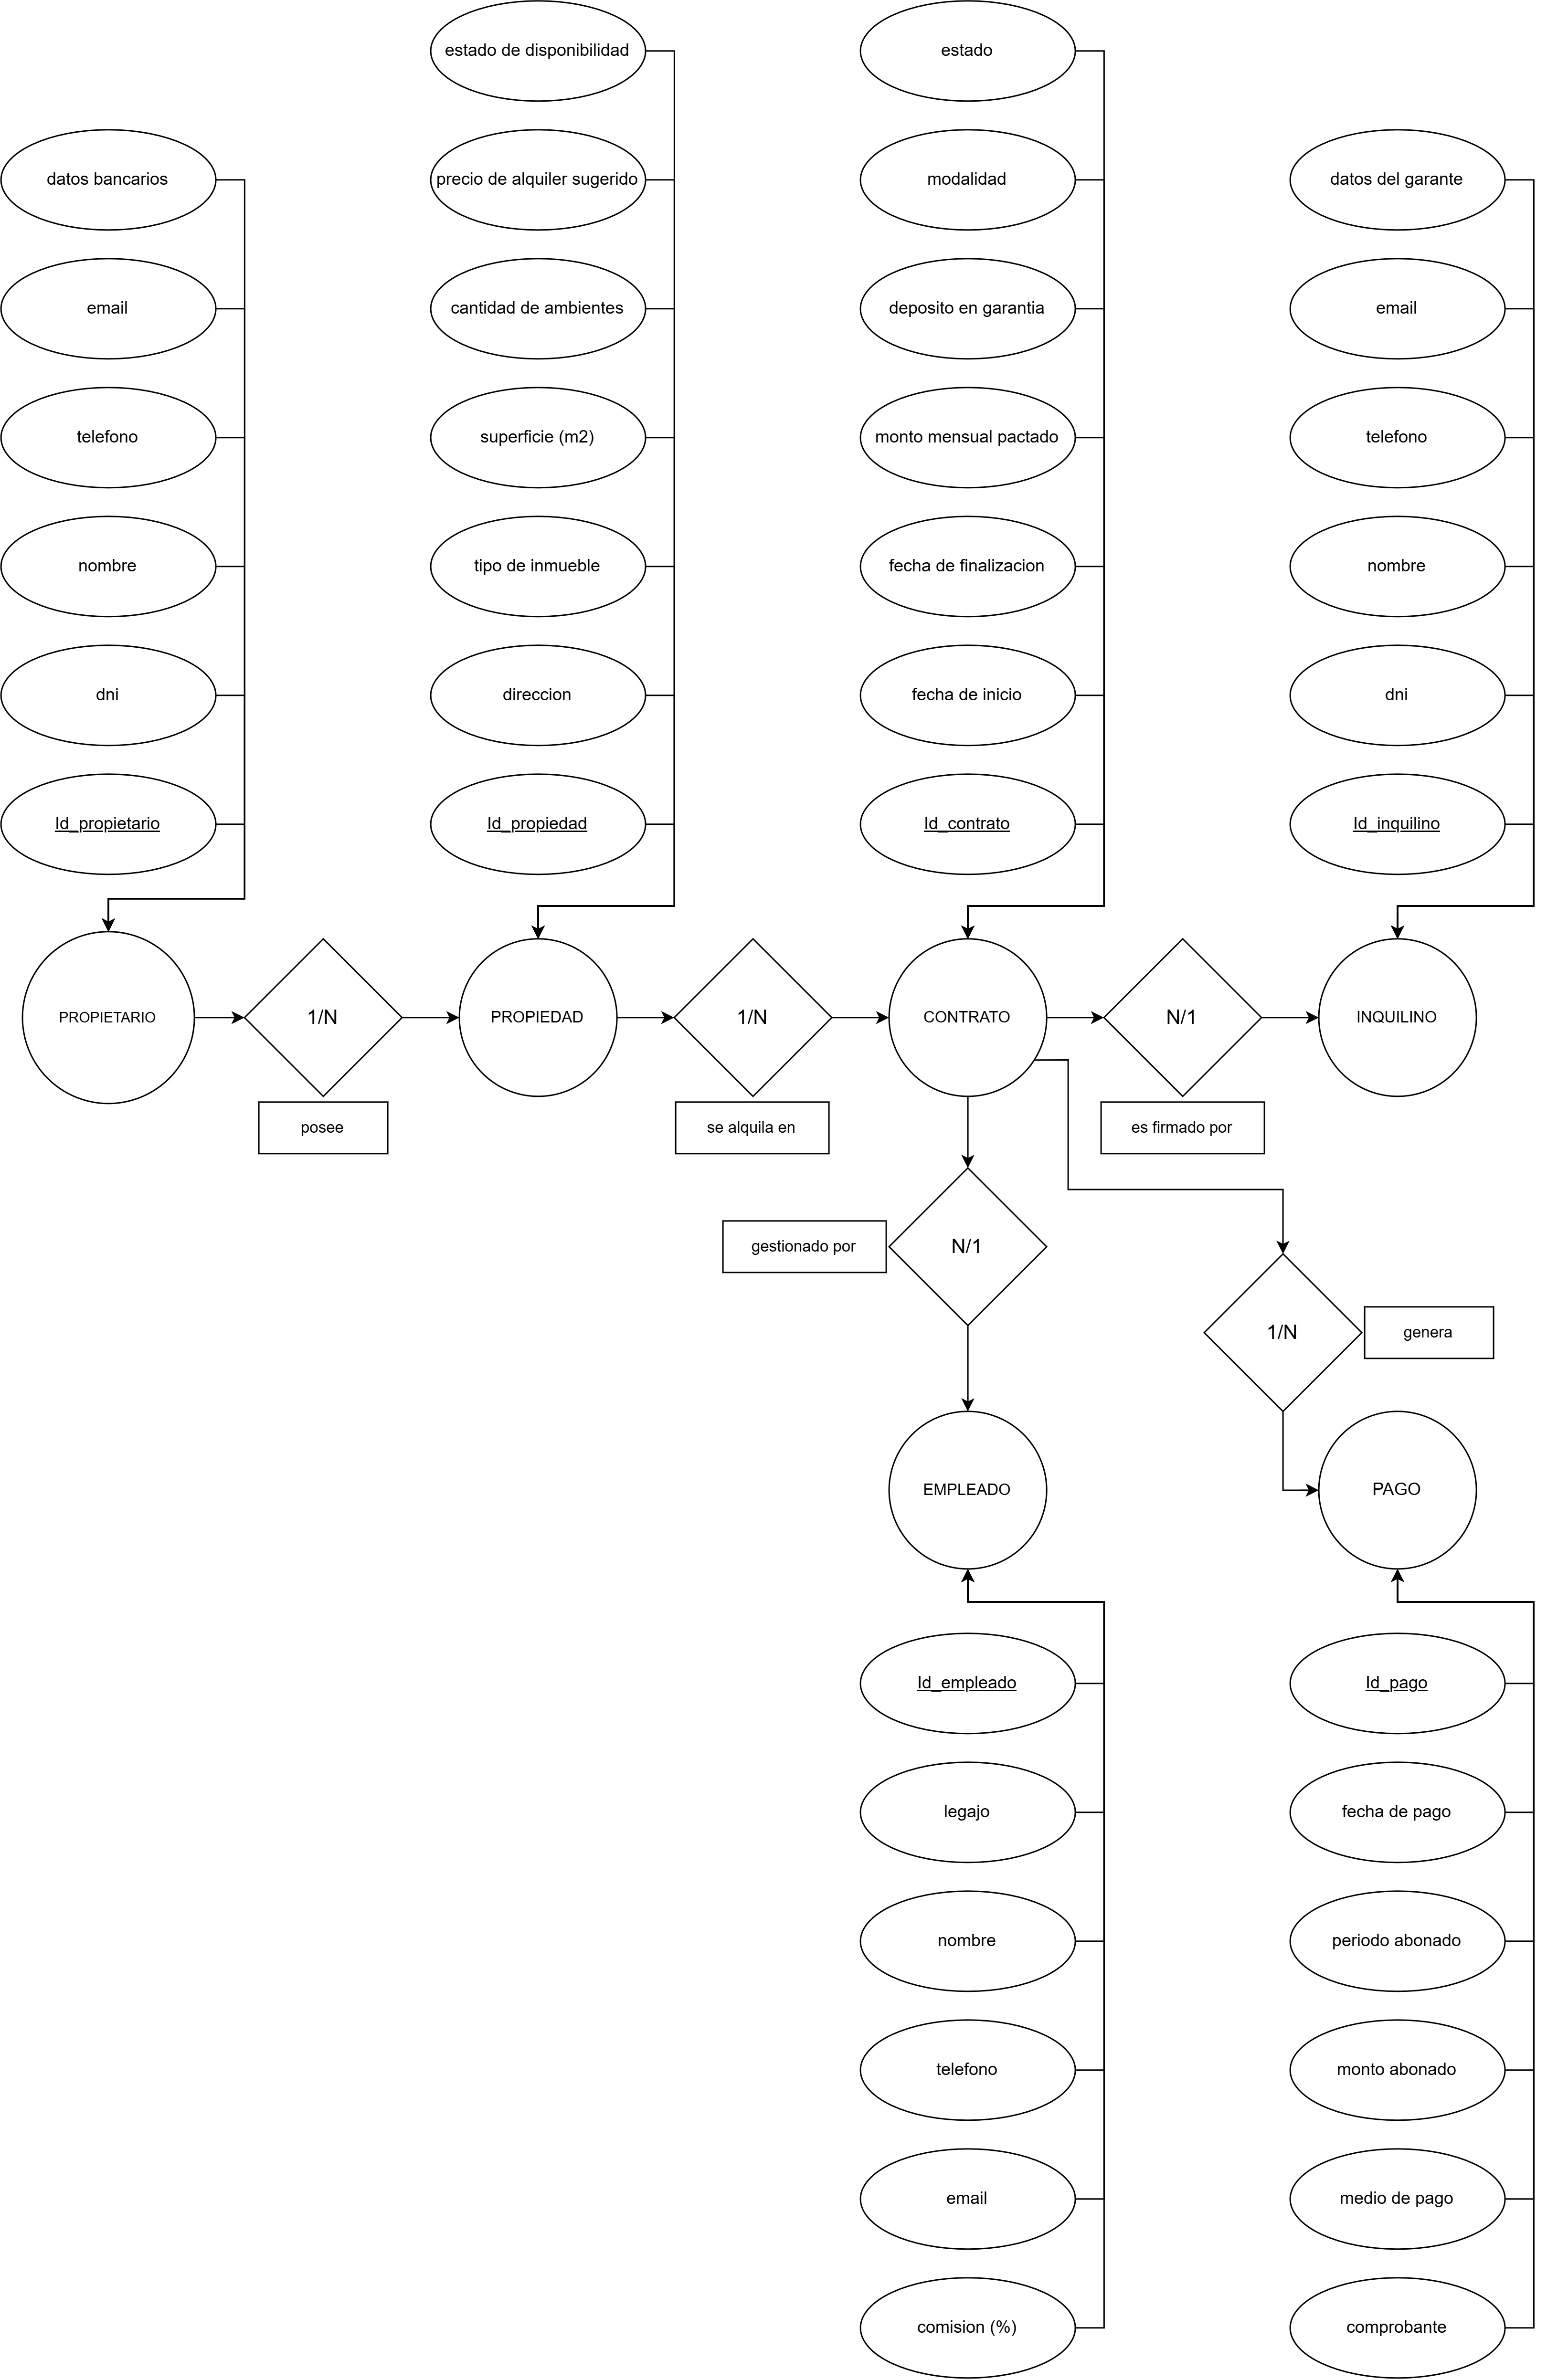 estado de disponibilidad
estado
datos bancarios
precio de alquiler sugerido
modalidad
datos del garante
email
cantidad de ambientes
deposito en garantia
email
telefono
superficie (m2)
monto mensual pactado
telefono
nombre
tipo de inmueble
fecha de finalizacion
nombre
dni
direccion
fecha de inicio
dni
Id_propietario
Id_propiedad
Id_contrato
Id_inquilino
PROPIETARIO
1/N
PROPIEDAD
1/N
CONTRATO
N/1
INQUILINO
posee
se alquila en
es firmado por
gestionado por
N/1
1/N
genera
EMPLEADO
PAGO
Id_empleado
Id_pago
legajo
fecha de pago
nombre
periodo abonado
telefono
monto abonado
email
medio de pago
comision (%)
comprobante